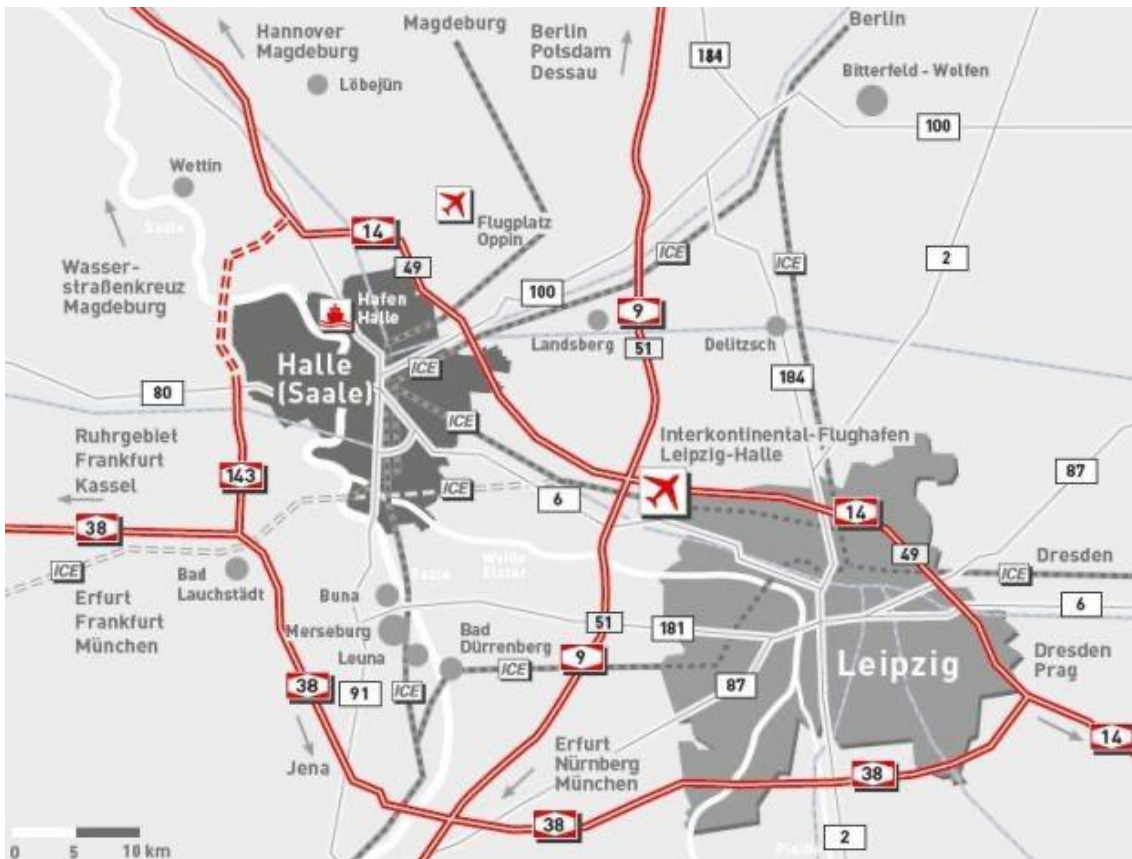 Hannover
Magdeburg
Magdeburg
Berlin
Potsdam
Dessau
Berlin
184
Bitterfeld - Wolfen
Löbejün
100
Wettin
Saale
Flugplatz
Oppin
14
49
2
ICE
ICE
Wasser-
straßenkreuz
Magdeburg
100
9
Hafen
Halle
Landsberg
51
Delitzsch
Halle
(Saale)
ICE
80
184
ICE
Interkontinental-Flughafen
Leipzig-Halle
Ruhrgebiet
Frankfurt
Kassel
143
87
ICE
6
14
38
49
Weiße
Elster
Dresden
ICE
ICE
Bad
Lauchstädt
Saale
Buna
6
Erfurt
Frankfurt
München
Merseburg
Bad
Dürrenberg
51
181
Leuna
9
Leipzig
Dresden
Prag
ICE
38
91
ICE
87
14
Jena
Erfurt
Nürnberg
München
38
38
2
0 5 10 km